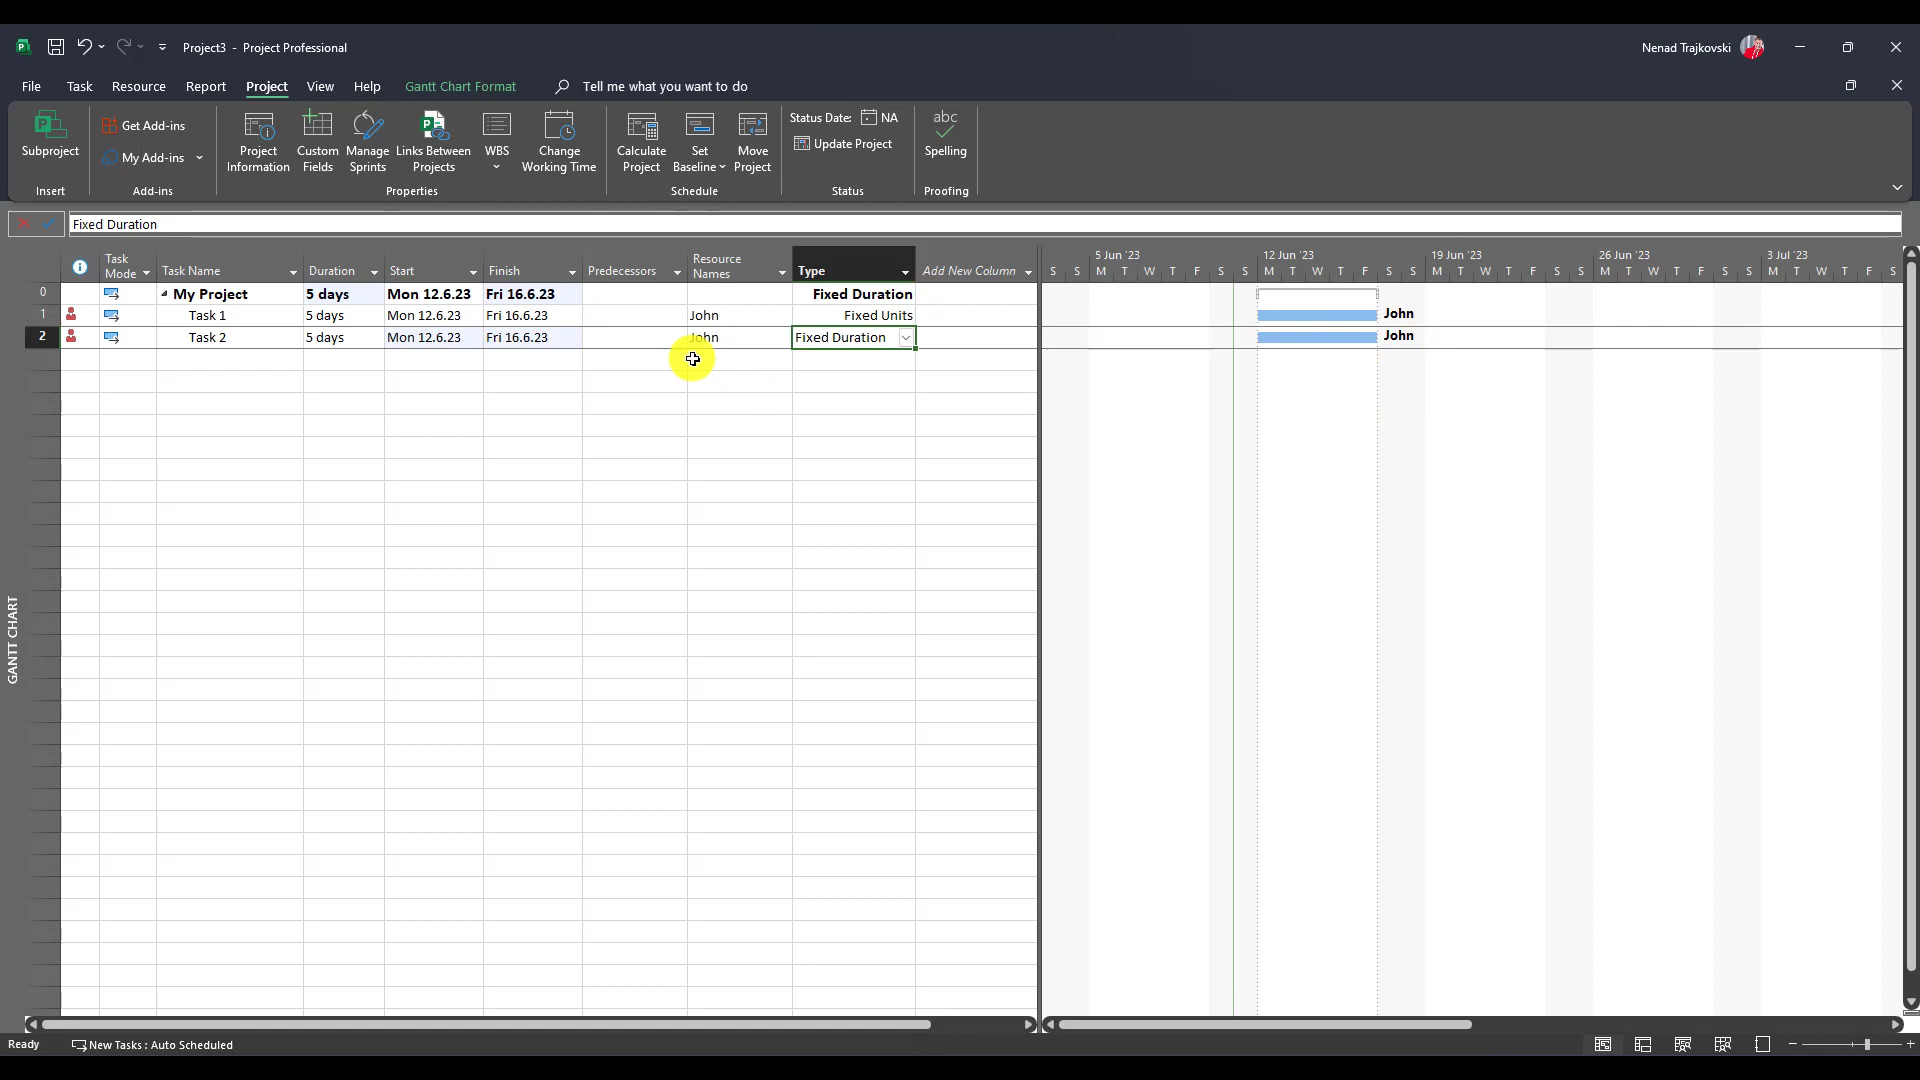 Project3 - Project Professional
Nenad Trajkovski
File Task Resource Report Project View Help Gantt Chart Format Tell me what you want to do
Subproject
Insert
Get Add-ins
My Add-ins
Add-ins
Project Information
Custom Fields
Manage Sprints
Links Between Projects
WBS
Change Working Time
Properties
Calculate Project
Set Baseline
Move Project
Schedule
Status Date: NA
Update Project
Status
abc
Spelling
Proofing
Fixed Duration
Task Mode Task Name Duration Start Finish Predecessors Resource Names Type Add New Column
5 Jun '23 12 Jun '23 19 Jun '23 26 Jun '23 3 Jul '23
S S M T W T F S S M T W T F S S M T W T F S S M T W T F S S M T W T F S
0 My Project 5 days Mon 12.6.23 Fri 16.6.23 Fixed Duration
1 Task 1 5 days Mon 12.6.23 Fri 16.6.23 John Fixed Units John
2 Task 2 5 days Mon 12.6.23 Fri 16.6.23 John Fixed Duration John
GANTT CHART
Ready New Tasks : Auto Scheduled